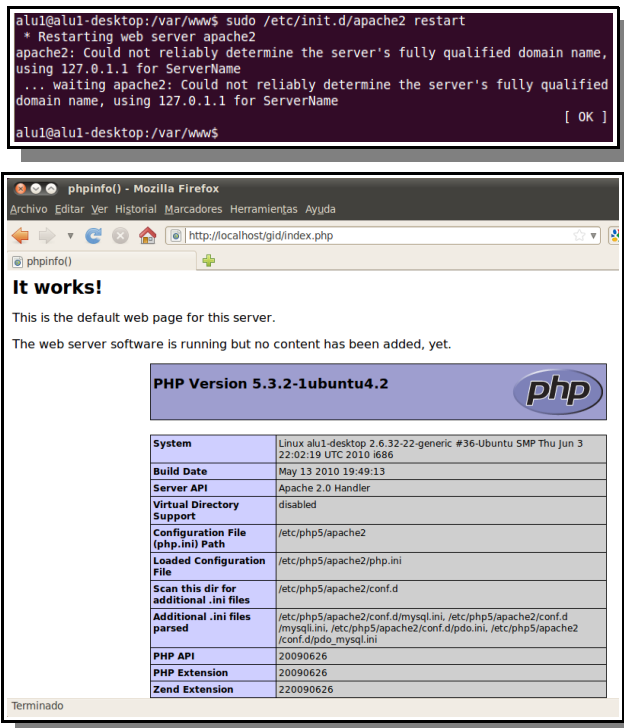 alu1@alu1-desktop:/var/www$ sudo /etc/init.d/apache2 restart
* Restarting web server apache2
apache2: Could not reliably determine the server's fully qualified domain name,
using 127.0.1.1 for ServerName
... waiting apache2: Could not reliably determine the server's fully qualified
domain name, using 127.0.1.1 for ServerName
[ OK ]
alu1@alu1-desktop:/var/www$
phpinfo() - Mozilla Firefox
Archivo Editar Ver Historial Marcadores Herramientas Ayuda
http://localhost/gid/index.php
phpinfo()
It works!
This is the default web page for this server.
The web server software is running but no content has been added, yet.
PHP Version 5.3.2-1ubuntu4.2
php
System
Linux alu1-desktop 2.6.32-22-generic #36-Ubuntu SMP Thu Jun 3
22:02:19 UTC 2010 i686
Build Date
May 13 2010 19:49:13
Server API
Apache 2.0 Handler
Virtual Directory
Support
disabled
Configuration File
(php.ini) Path
/etc/php5/apache2
Loaded Configuration
File
/etc/php5/apache2/php.ini
Scan this dir for
additional .ini files
/etc/php5/apache2/conf.d
Additional .ini files
parsed
/etc/php5/apache2/conf.d/mysql.ini, /etc/php5/apache2/conf.d
/mysqli.ini, /etc/php5/apache2/conf.d/pdo.ini, /etc/php5/apache2
/conf.d/pdo_mysql.ini
PHP API
20090626
PHP Extension
20090626
Zend Extension
220090626
Terminado